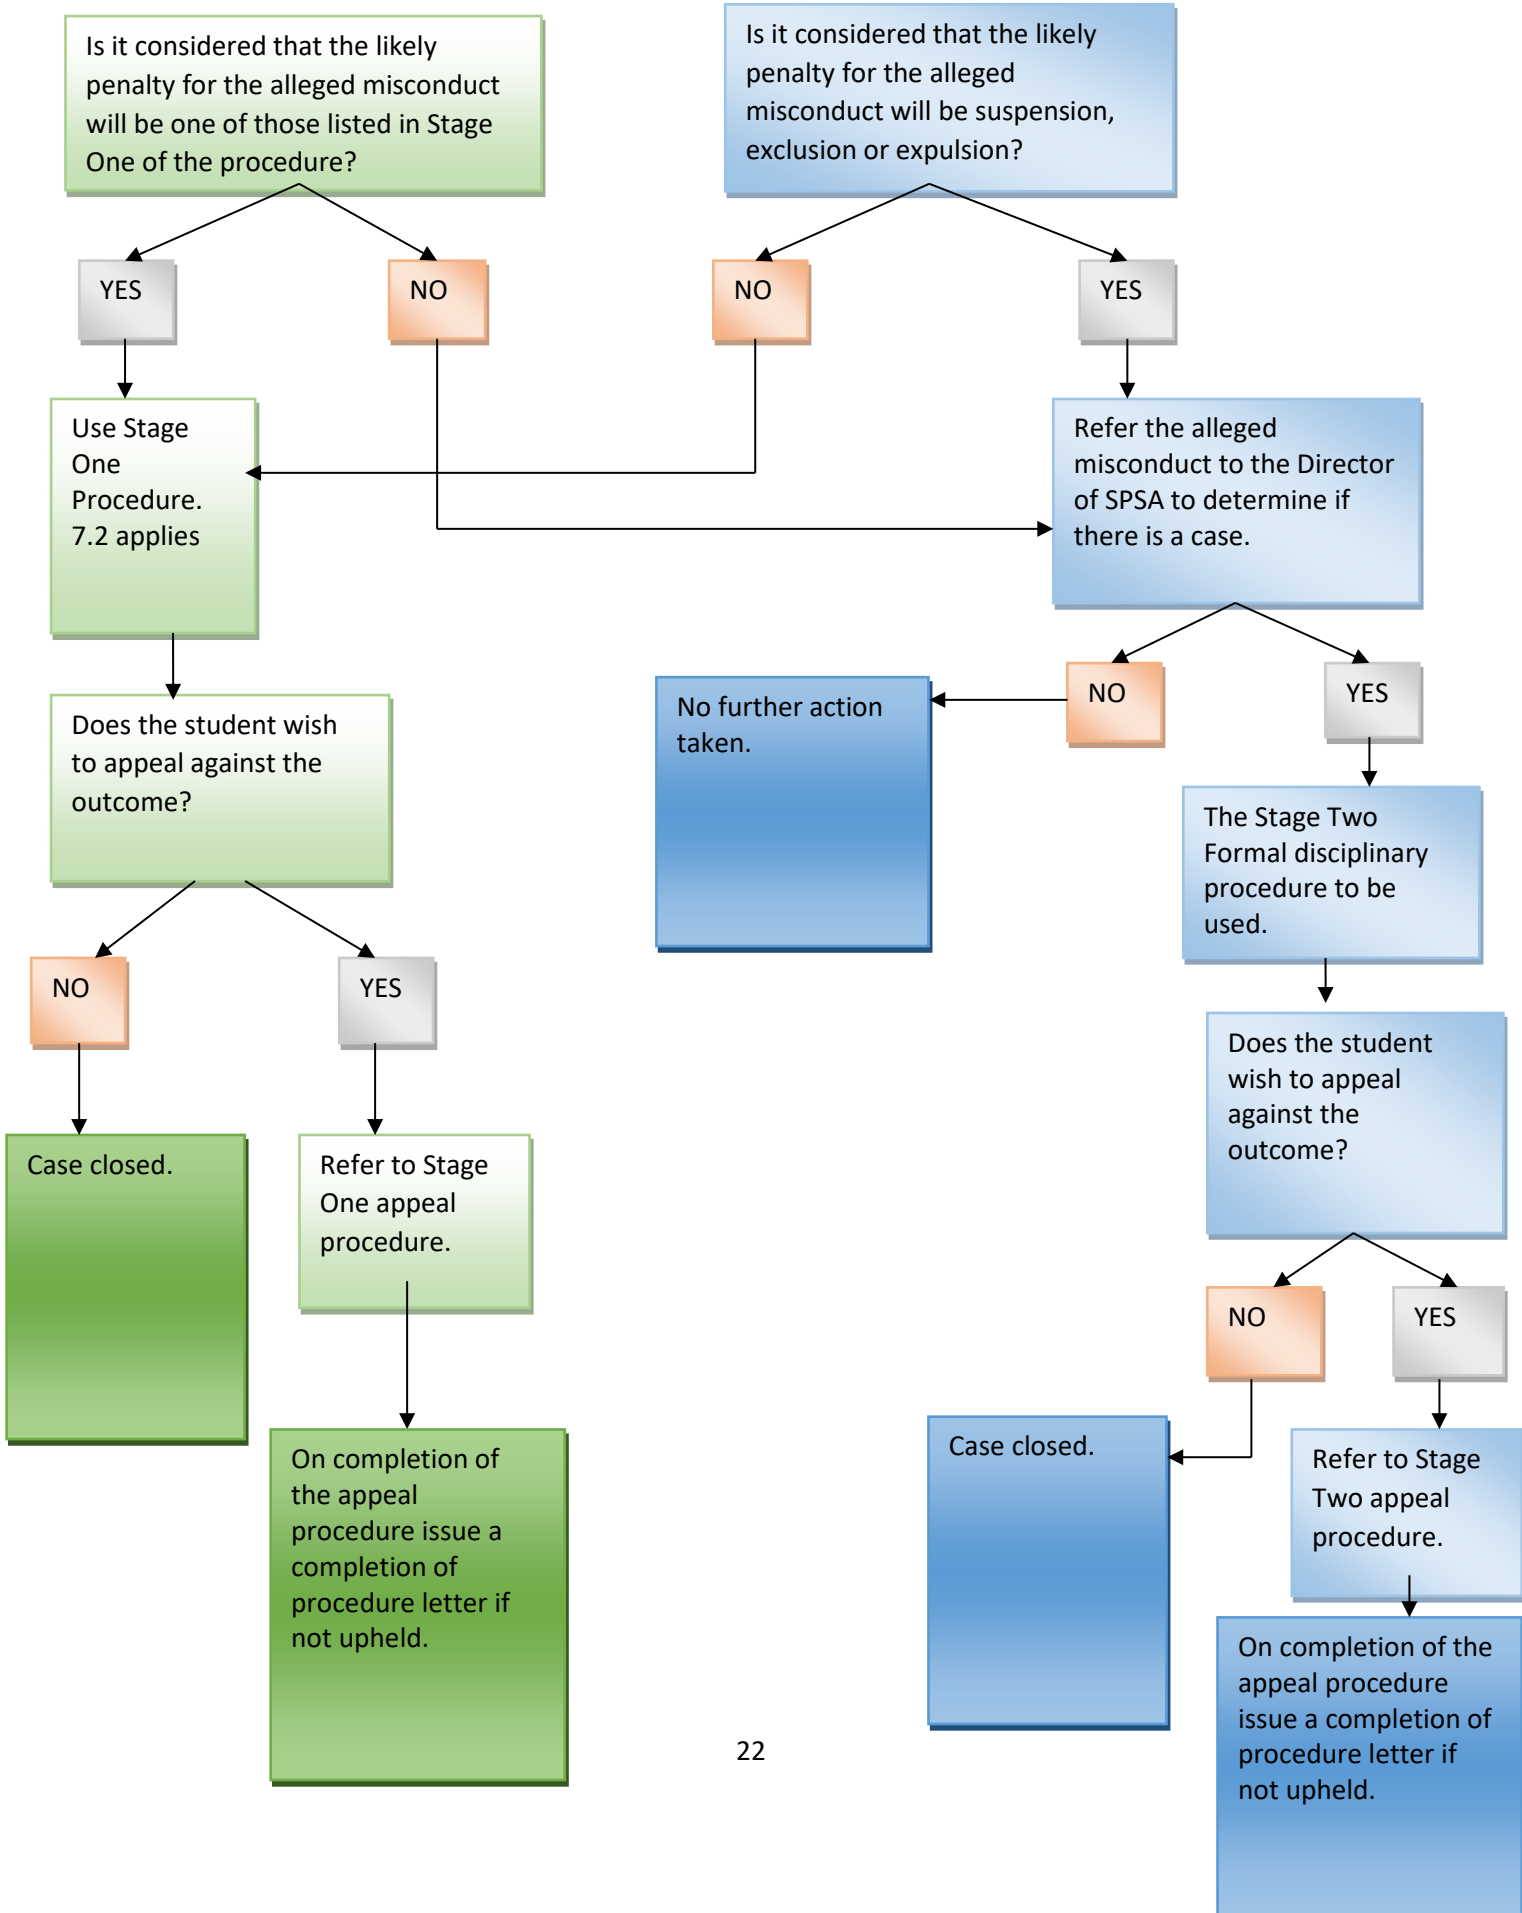 Is it considered that the likely
penalty for the alleged misconduct
will be one of those listed in Stage
One of the procedure?
Is it considered that the likely
penalty for the alleged
misconduct will be suspension,
exclusion or expulsion?
YES
NO
NO
YES
Use Stage
One
Procedure.
7.2 applies
Refer the alleged
misconduct to the Director
of SPSA to determine if
there is a case.
Does the student wish
to appeal against the
outcome?
No further action
taken.
NO
YES
The Stage Two
Formal disciplinary
procedure to be
used.
NO
YES
Does the student
wish to appeal
against the
outcome?
Case closed.
Refer to Stage
One appeal
procedure.
NO
YES
On completion of
the appeal
procedure issue a
completion of
procedure letter if
not upheld.
Case closed.
Refer to Stage
Two appeal
procedure.
On completion of the
appeal procedure
issue a completion of
procedure letter if
not upheld.
22